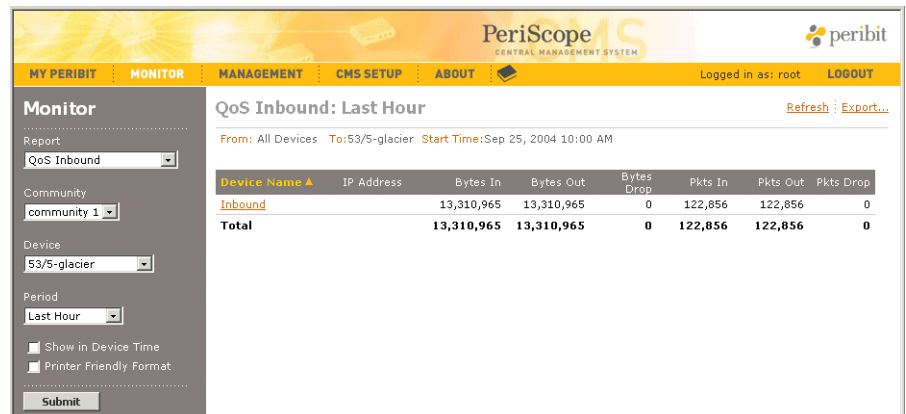 PeriScope
CENTRAL MANAGEMENT SYSTEM
CMS
peribit
MY PERIBIT MONITOR MANAGEMENT CMS SETUP ABOUT Logged in as: root LOGOUT
Monitor
Report
QoS Inbound
Community
community 1
Device
53/5-glacier
Period
Last Hour
Show in Device Time
Printer Friendly Format
Submit
QoS Inbound: Last Hour
Refresh Export...
From: All Devices To:53/5-glacier Start Time:Sep 25, 2004 10:00 AM
Device Name IP Address Bytes In Bytes Out Bytes Drop Pkts In Pkts Out Pkts Drop
Inbound 13,310,965 13,310,965 0 122,856 122,856 0
Total 13,310,965 13,310,965 0 122,856 122,856 0